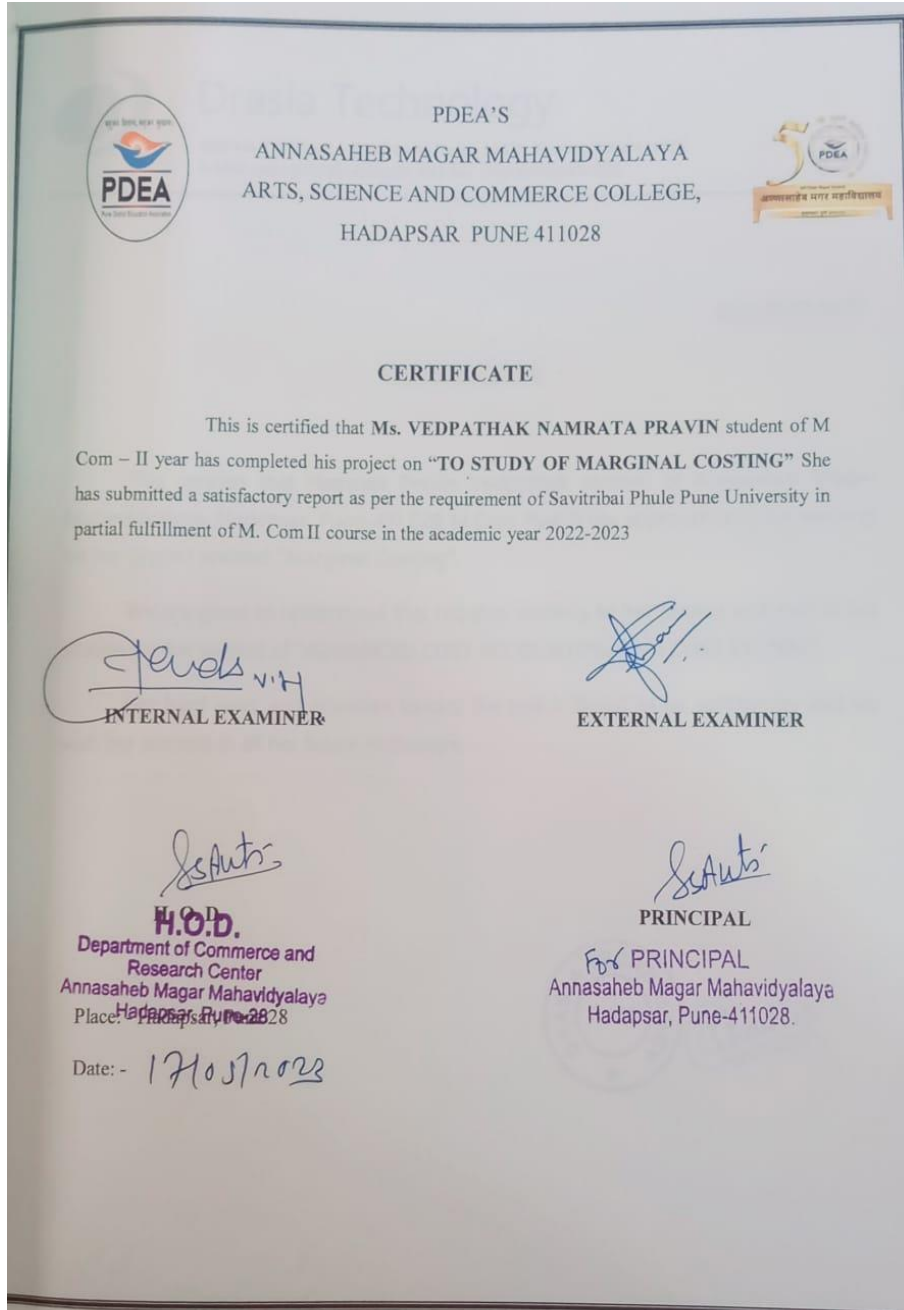 PDEA'S
ANNASAHEB MAGAR MAHAVIDYALAYA
ARTS, SCIENCE AND COMMERCE COLLEGE,
HADAPSAR PUNE 411028
PDEA
PDEA
अण्णासाहेब मगर महाविद्यालय
CERTIFICATE
This is certified that Ms. VEDPATHAK NAMRATA PRAVIN student of M
Com – II year has completed his project on “TO STUDY OF MARGINAL COSTING” She
has submitted a satisfactory report as per the requirement of Savitribai Phule Pune University in
partial fulfillment of M. Com II course in the academic year 2022-2023
INTERNAL EXAMINER
EXTERNAL EXAMINER
H.O.D.
PRINCIPAL
H.O.D.
Department of Commerce and
Research Center
Annasaheb Magar Mahavidyalaya
Hadapsar, Pune-28
For PRINCIPAL
Annasaheb Magar Mahavidyalaya
Hadapsar, Pune-411028.
Place:
Date: - 17/05/2023